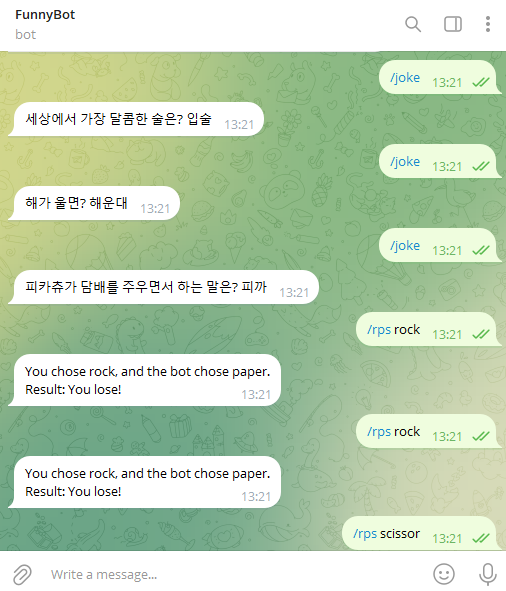 FunnyBot
bot
/joke 13:21
세상에서 가장 달콤한 술은? 입술 13:21
/joke 13:21
해가 울면? 해운대 13:21
/joke 13:21
피카츄가 담배를 주우면서 하는 말은? 피까 13:21
/rps rock 13:21
You chose rock, and the bot chose paper.
Result: You lose! 13:21
/rps rock 13:21
You chose rock, and the bot chose paper.
Result: You lose! 13:21
/rps scissor 13:21
Write a message...